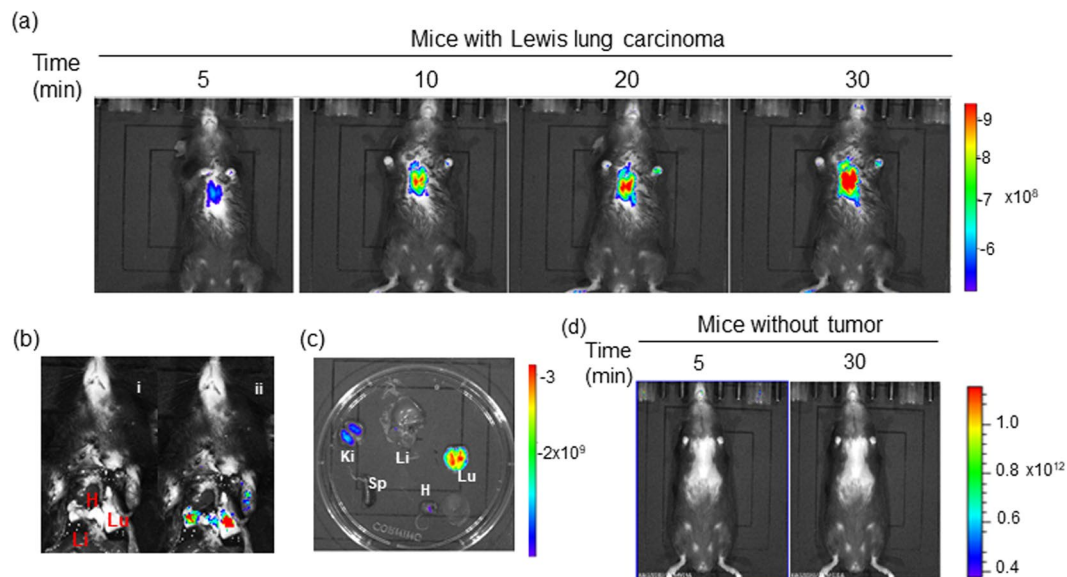 (a)
Mice with Lewis lung carcinoma
Time
(min)
5 10 20 30
-9
-8
-7
x10⁸
-6
(b)
i ii
H
Lu
Li
(c)
-3
-2x10⁹
Ki
Li
Lu
Sp
H
CORNING
(d)
Mice without tumor
Time
(min)
5 30
1.0
0.8
x10¹²
0.6
0.4